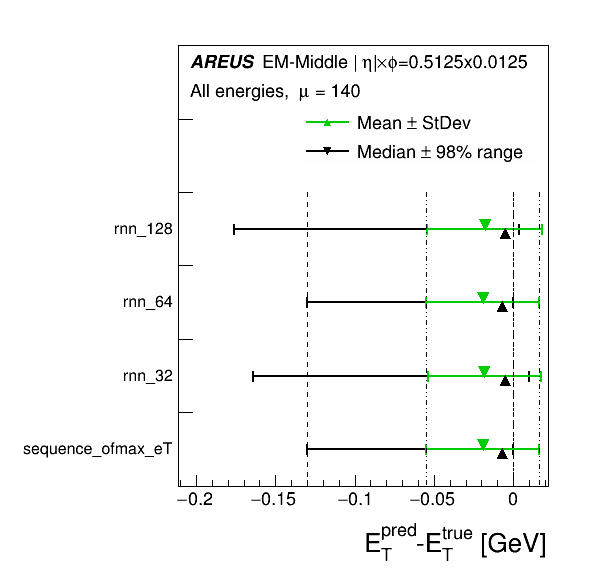 AREUS EM-Middle | η|×ϕ=0.5125x0.0125
All energies, μ = 140
Mean ± StDev
Median ± 98% range
rnn_128
rnn_64
rnn_32
sequence_ofmax_eT
−0.2 −0.15 −0.1 −0.05 0
E_T^pred-E_T^true [GeV]